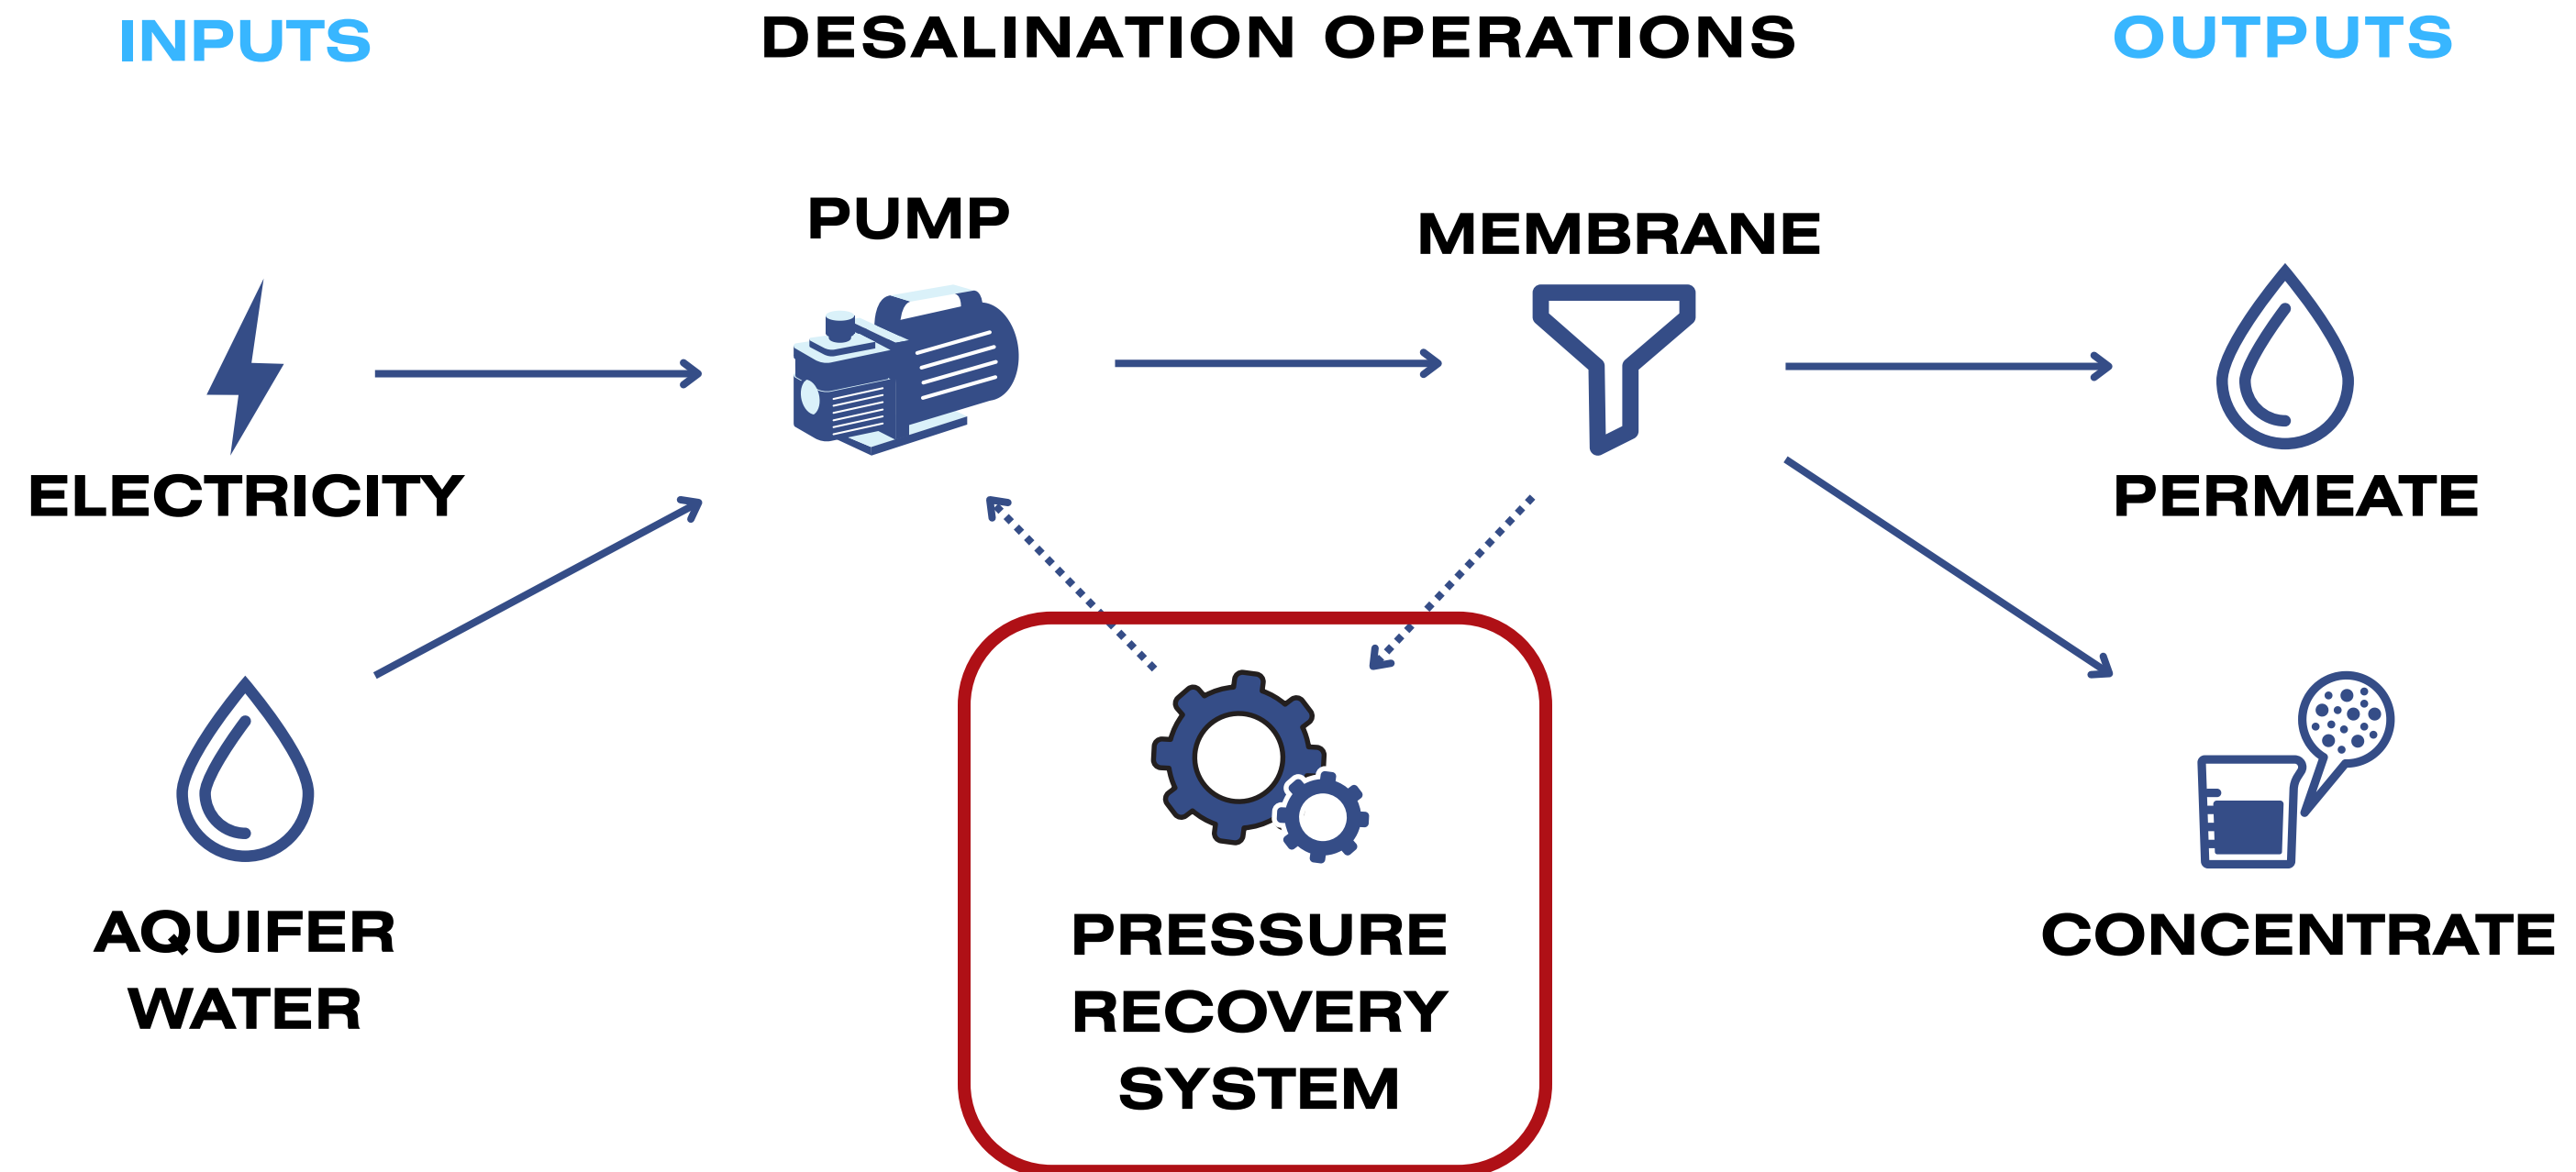 INPUTS
DESALINATION OPERATIONS
OUTPUTS
PUMP
MEMBRANE
ELECTRICITY
PERMEATE
AQUIFER
WATER
PRESSURE
RECOVERY
SYSTEM
CONCENTRATE